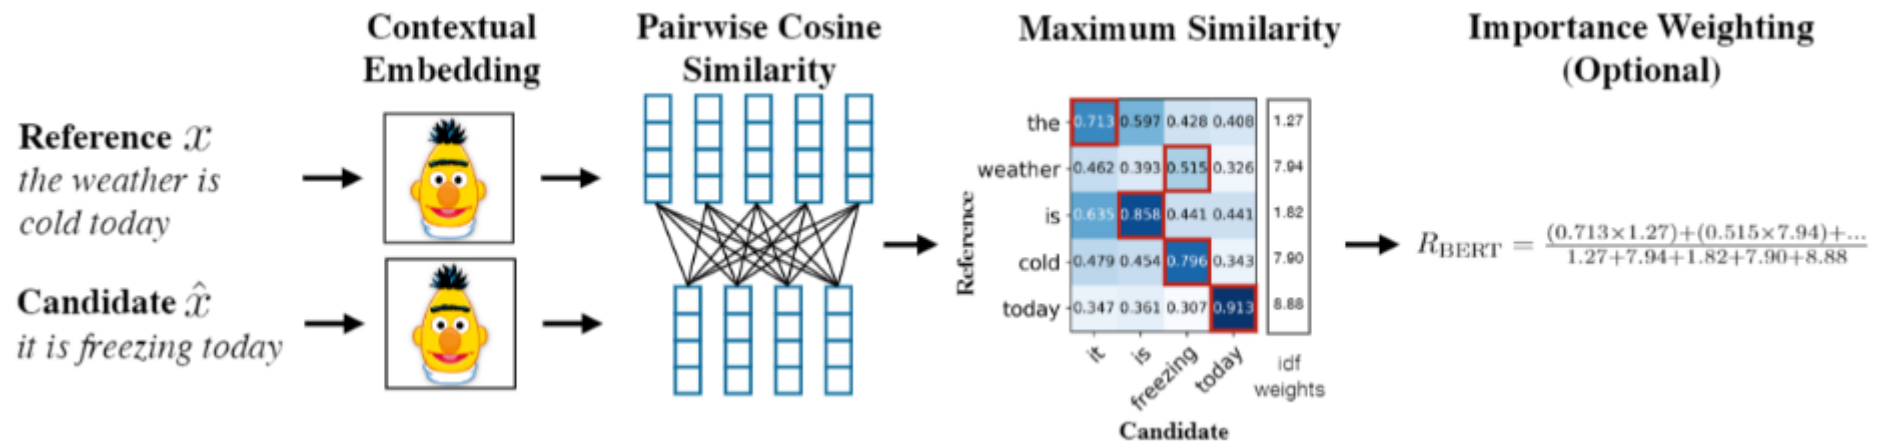 Contextual
Embedding
Pairwise Cosine
Similarity
Maximum Similarity
Importance Weighting
(Optional)
Reference x
the weather is
cold today
Candidate x̂
it is freezing today
Reference
the 0.713 0.597 0.428 0.408 1.27
weather 0.462 0.393 0.515 0.326 7.94
is 0.635 0.858 0.441 0.441 1.82
cold 0.479 0.454 0.796 0.343 7.90
today 0.347 0.361 0.307 0.913 8.88
it is freezing today
idf
weights
Candidate
R_BERT = (0.713×1.27)+(0.515×7.94)+... / 1.27+7.94+1.82+7.90+8.88